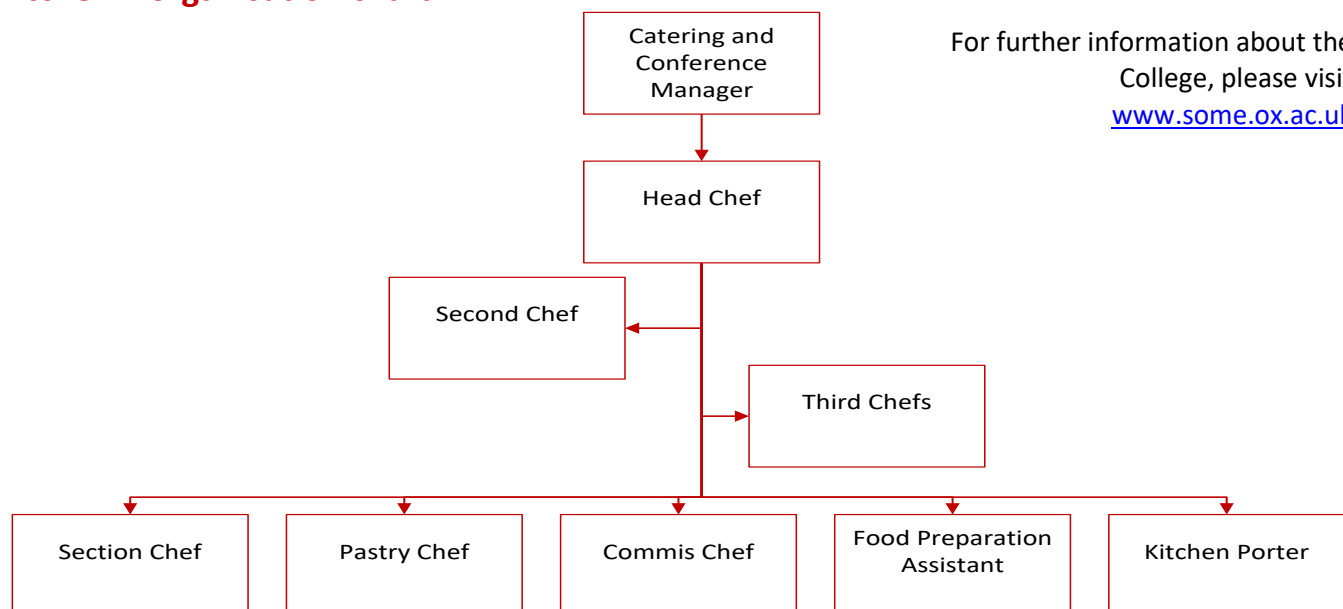 Catering and
Conference
Manager
For further information about the
College, please visi
www.some.ox.ac.u
Head Chef
Second Chef
Third Chefs
Section Chef
Pastry Chef
Commis Chef
Food Preparation
Assistant
Kitchen Porter